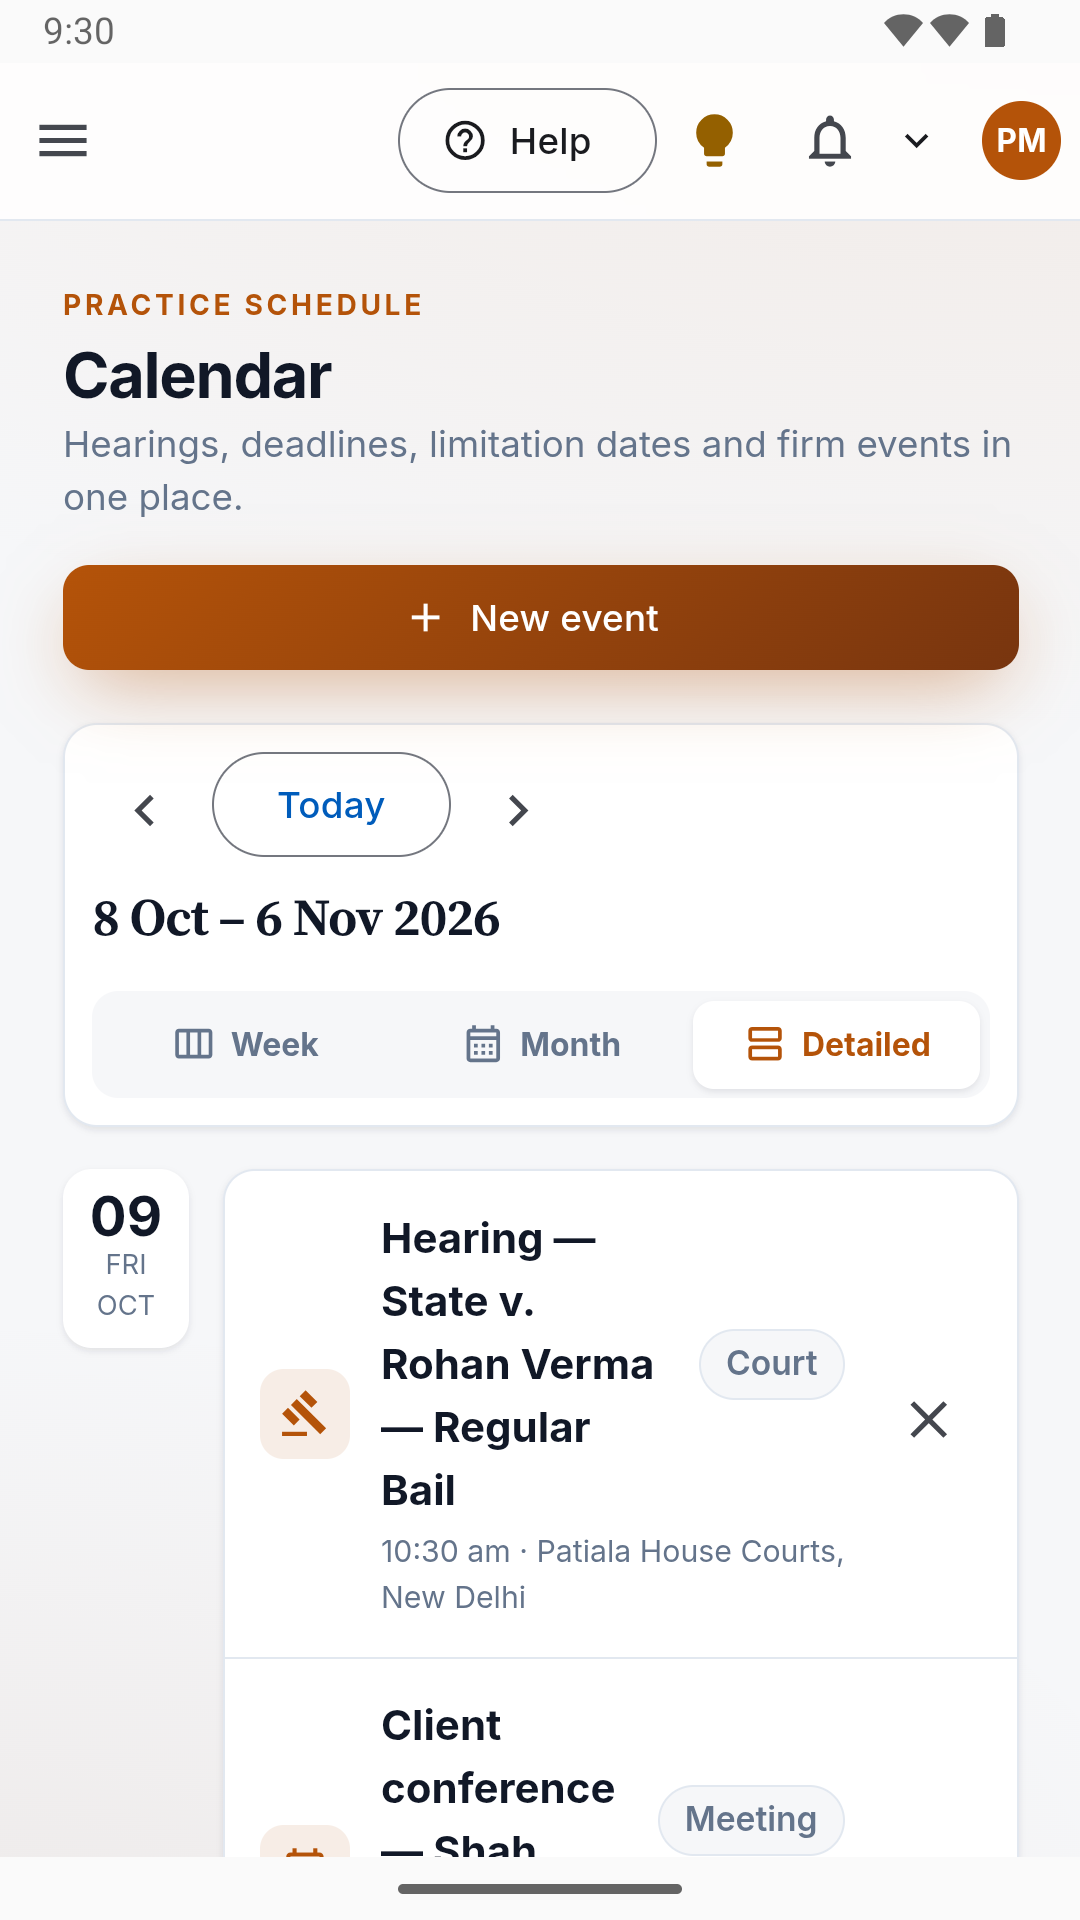 9:30
Help
PM
PRACTICE SCHEDULE
Calendar
Hearings, deadlines, limitation dates and firm events in
one place.
New event
Today
8 Oct – 6 Nov 2026
Week
Month
Detailed
09
FRI
OCT
Hearing —
State v.
Rohan Verma
— Regular
Bail
Court
10:30 am · Patiala House Courts,
New Delhi
Client
conference
— Shah
Meeting